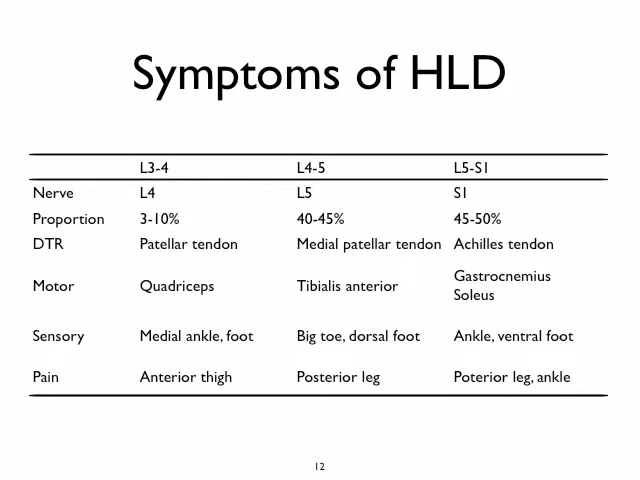 Symptoms of HLD
L3-4 L4-5 L5-S1
Nerve L4 L5 S1
Proportion 3-10% 40-45% 45-50%
DTR Patellar tendon Medial patellar tendon Achilles tendon
Motor Quadriceps Tibialis anterior Gastrocnemius
Soleus
Sensory Medial ankle, foot Big toe, dorsal foot Ankle, ventral foot
Pain Anterior thigh Posterior leg Poterior leg, ankle
12